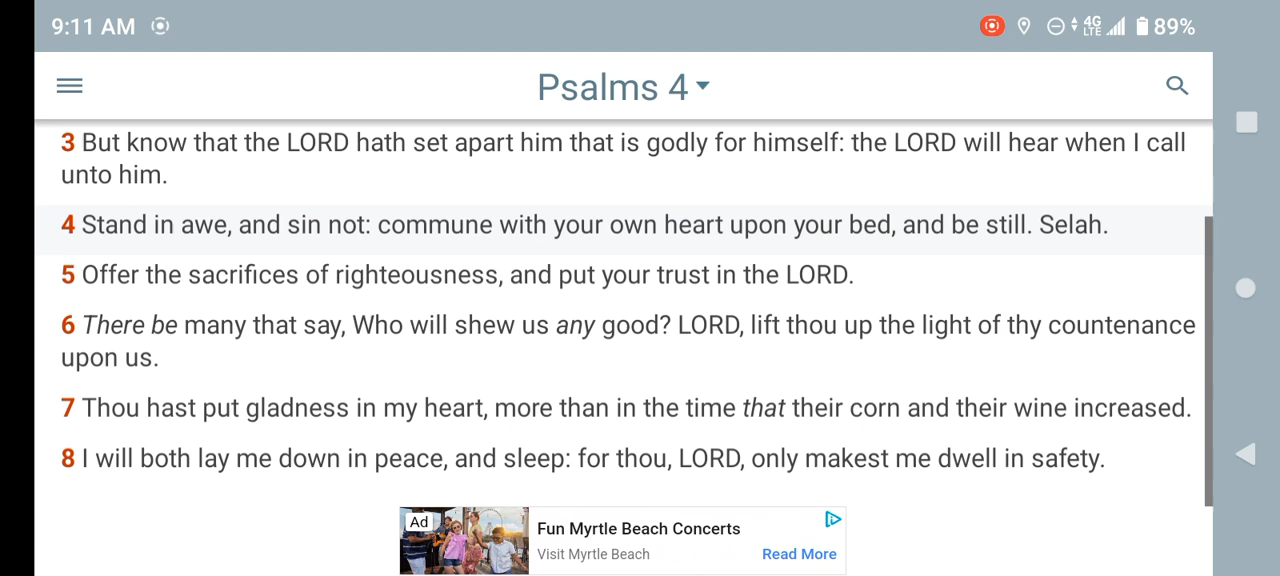 9:11 AM 4G LTE 89%
Psalms 4
3 But know that the LORD hath set apart him that is godly for himself: the LORD will hear when I call
unto him.
4 Stand in awe, and sin not: commune with your own heart upon your bed, and be still. Selah.
5 Offer the sacrifices of righteousness, and put your trust in the LORD.
6 There be many that say, Who will shew us any good? LORD, lift thou up the light of thy countenance
upon us.
7 Thou hast put gladness in my heart, more than in the time that their corn and their wine increased.
8 I will both lay me down in peace, and sleep: for thou, LORD, only makest me dwell in safety.
Ad
Fun Myrtle Beach Concerts
Visit Myrtle Beach Read More